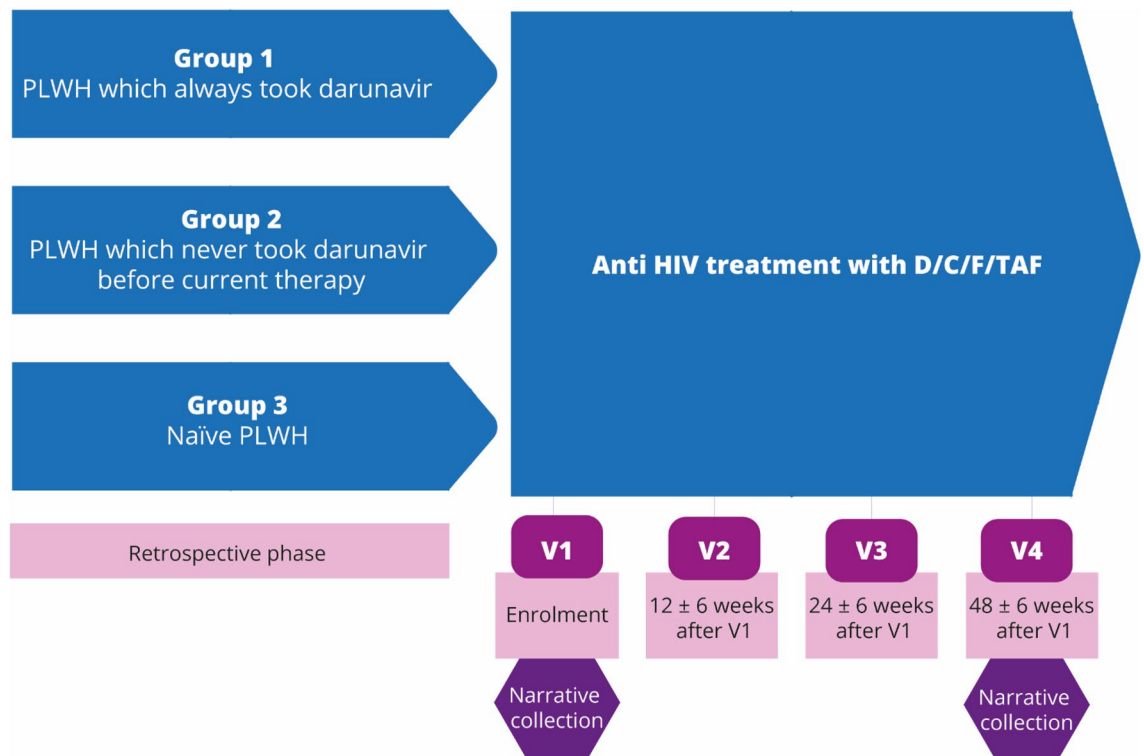 Group 1
PLWH which always took darunavir
Group 2
PLWH which never took darunavir
before current therapy
Group 3
Naïve PLWH
Anti HIV treatment with D/C/F/TAF
Retrospective phase
V1
Enrolment
Narrative
collection
V2
12 ± 6 weeks
after V1
V3
24 ± 6 weeks
after V1
V4
48 ± 6 weeks
after V1
Narrative
collection